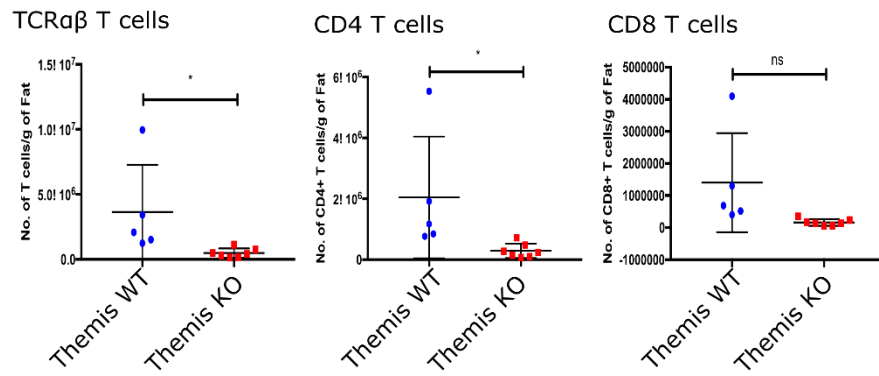 TCRαβ T cells
No. of T cells/g of Fat
1.5! 10⁷
1.0! 10⁷
5.0! 10⁶
0.0
*
Themis WT
Themis KO
CD4 T cells
No. of CD4+ T cells/g of Fat
6! 10⁶
4! 10⁶
2! 10⁶
0
*
Themis WT
Themis KO
CD8 T cells
No. of CD8+ T cells/g of Fat
5000000
4000000
3000000
2000000
1000000
0
-1000000
ns
Themis WT
Themis KO